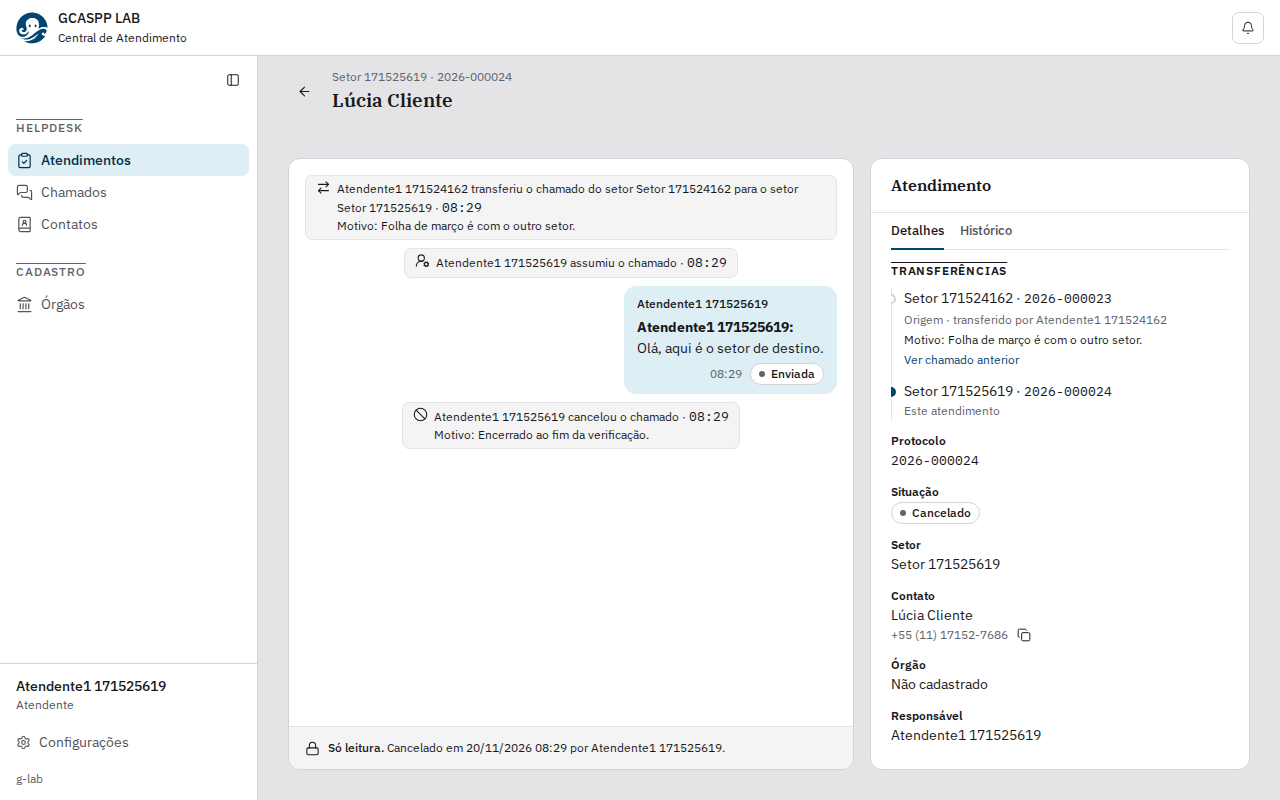 GCASPP LAB
Central de Atendimento
HELPDESK
Atendimentos
Chamados
Contatos
CADASTRO
Órgãos
Atendente1 171525619
Atendente
Configurações
g-lab
Setor 171525619 · 2026-000024
Lúcia Cliente
Atendente1 171524162 transferiu o chamado do setor Setor 171524162 para o setor
Setor 171525619 · 08:29
Motivo: Folha de março é com o outro setor.
Atendente1 171525619 assumiu o chamado · 08:29
Atendente1 171525619
Atendente1 171525619:
Olá, aqui é o setor de destino.
08:29 Enviada
Atendente1 171525619 cancelou o chamado · 08:29
Motivo: Encerrado ao fim da verificação.
Só leitura. Cancelado em 20/11/2026 08:29 por Atendente1 171525619.
Atendimento
Detalhes Histórico
TRANSFERÊNCIAS
Setor 171524162 · 2026-000023
Origem · transferido por Atendente1 171524162
Motivo: Folha de março é com o outro setor.
Ver chamado anterior
Setor 171525619 · 2026-000024
Este atendimento
Protocolo
2026-000024
Situação
Cancelado
Setor
Setor 171525619
Contato
Lúcia Cliente
+55 (11) 17152-7686
Órgão
Não cadastrado
Responsável
Atendente1 171525619